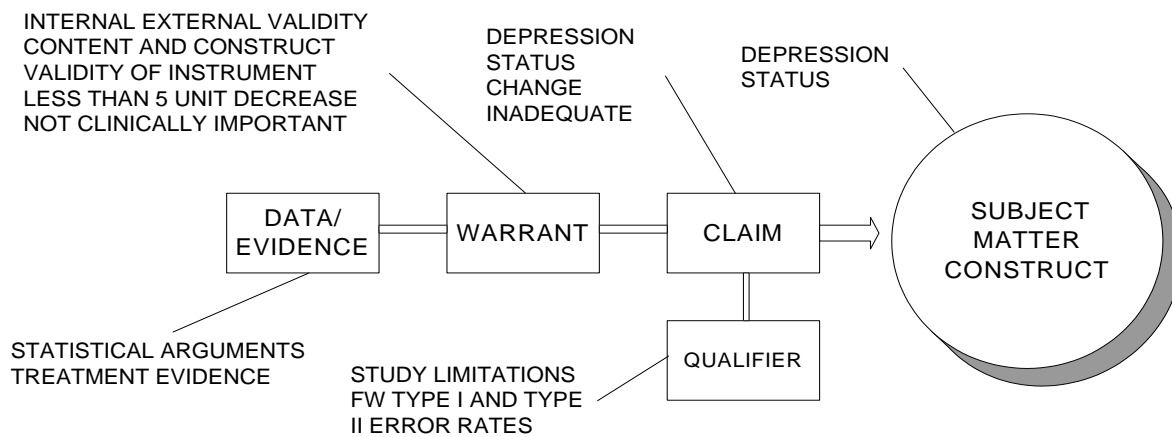 INTERNAL EXTERNAL VALIDITY
CONTENT AND CONSTRUCT
VALIDITY OF INSTRUMENT
LESS THAN 5 UNIT DECREASE
NOT CLINICALLY IMPORTANT
DEPRESSION
STATUS
CHANGE
INADEQUATE
DEPRESSION
STATUS
DATA/
EVIDENCE
WARRANT
CLAIM
SUBJECT
MATTER
CONSTRUCT
STATISTICAL ARGUMENTS
TREATMENT EVIDENCE
STUDY LIMITATIONS
FW TYPE I AND TYPE
II ERROR RATES
QUALIFIER